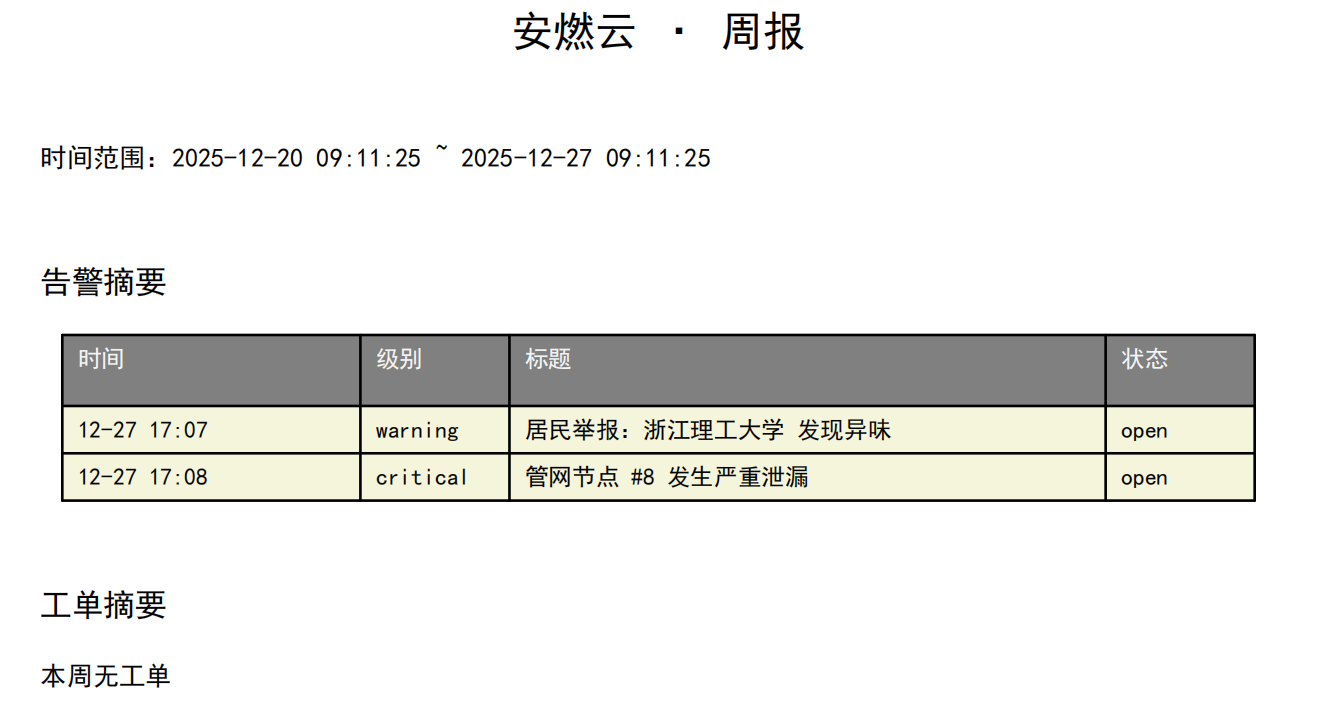 安燃云 · 周报
时间范围：2025-12-20 09:11:25 ~ 2025-12-27 09:11:25
告警摘要
时间 级别 标题 状态
12-27 17:07 warning 居民举报：浙江理工大学 发现异味 open
12-27 17:08 critical 管网节点 #8 发生严重泄漏 open
工单摘要
本周无工单